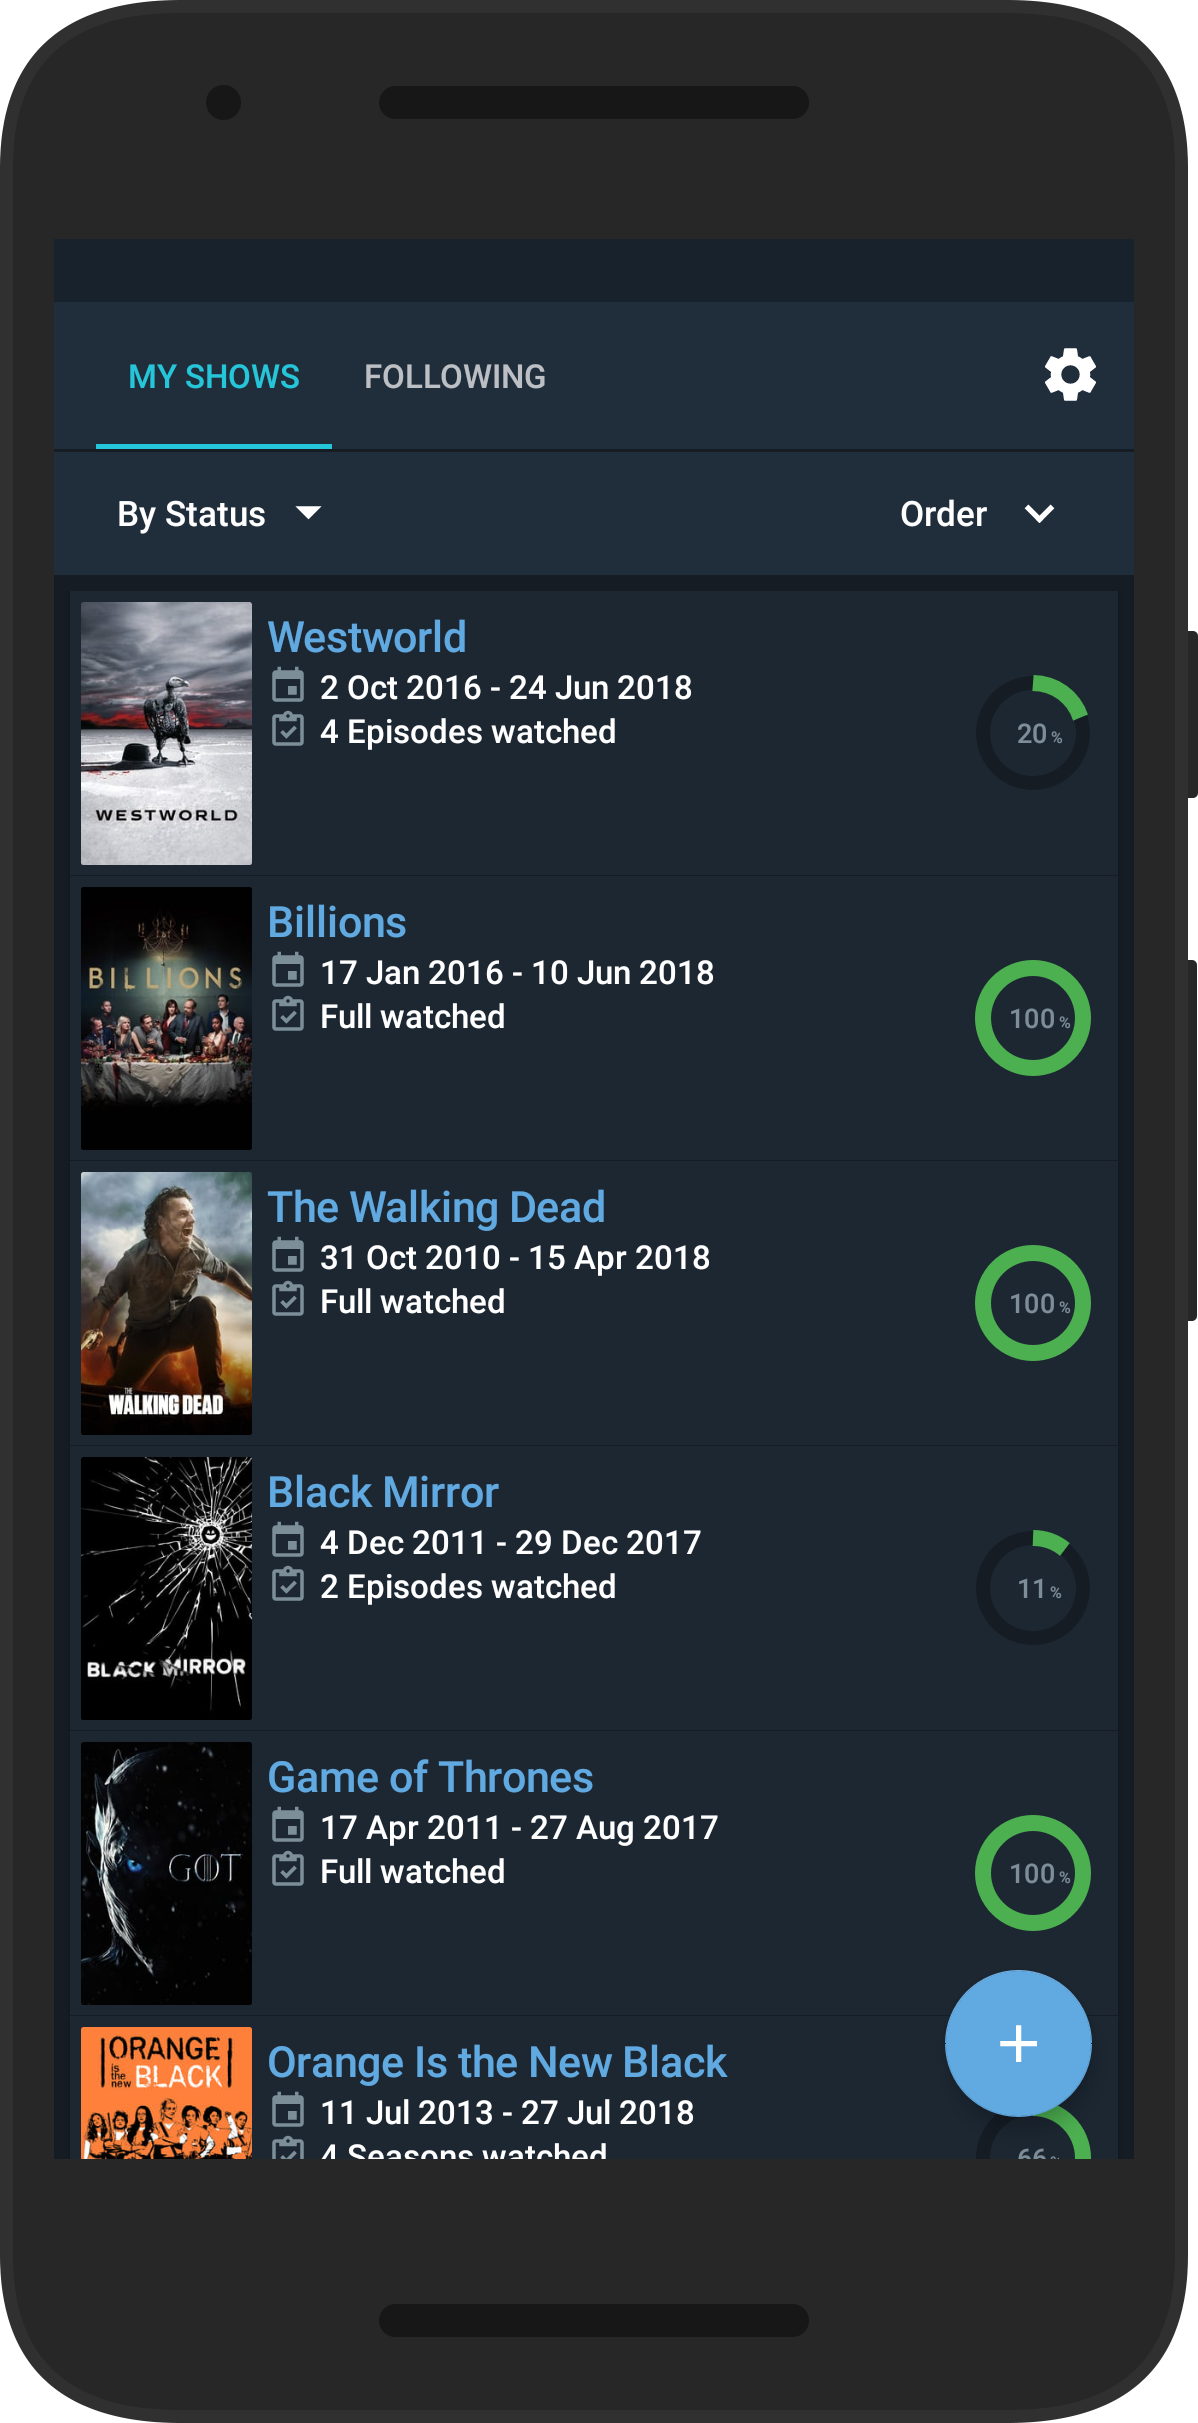 MY SHOWS FOLLOWING
By Status Order
Westworld
2 Oct 2016 - 24 Jun 2018
4 Episodes watched
20 %
WESTWORLD
Billions
17 Jan 2016 - 10 Jun 2018
Full watched
100 %
BILLIONS
The Walking Dead
31 Oct 2010 - 15 Apr 2018
Full watched
100 %
THE
WALKING DEAD
Black Mirror
4 Dec 2011 - 29 Dec 2017
2 Episodes watched
11 %
BLACK MIRROR
Game of Thrones
17 Apr 2011 - 27 Aug 2017
Full watched
100 %
GOT
Orange Is the New Black
11 Jul 2013 - 27 Jul 2018
4 Seasons watched
66 %
ORANGE
is
the
new BLACK